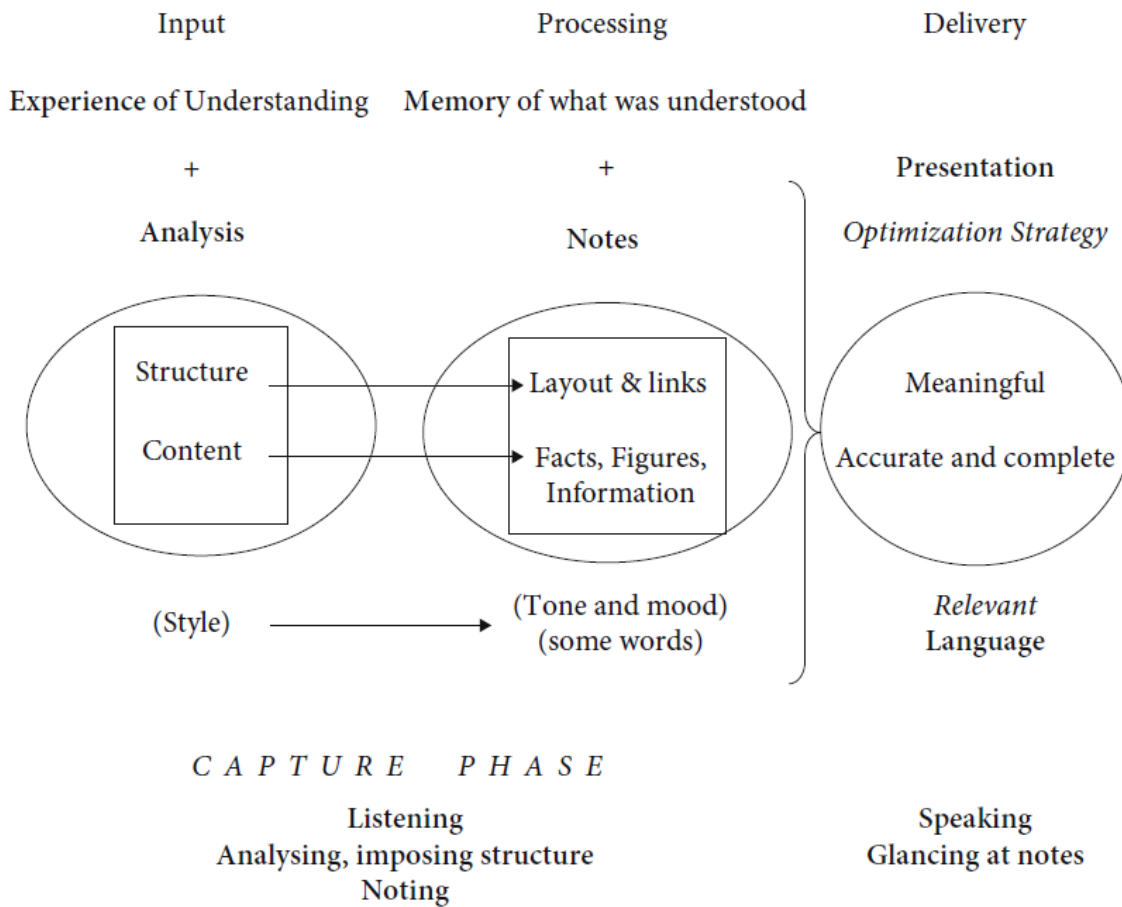 Input Processing Delivery
Experience of Understanding Memory of what was understood
+ + Presentation
Analysis Notes Optimization Strategy
Structure Layout & links Meaningful
Content Facts, Figures, Accurate and complete
Information
(Style) (Tone and mood) Relevant
(some words) Language
CAPTURE PHASE
Listening Speaking
Analysing, imposing structure Glancing at notes
Noting